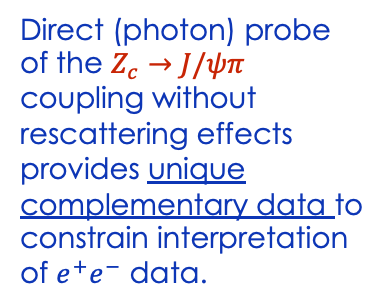 Direct (photon) probe
of the Z_c → J/ψπ
coupling without
rescattering effects
provides unique
complementary data to
constrain interpretation
of e⁺e⁻ data.